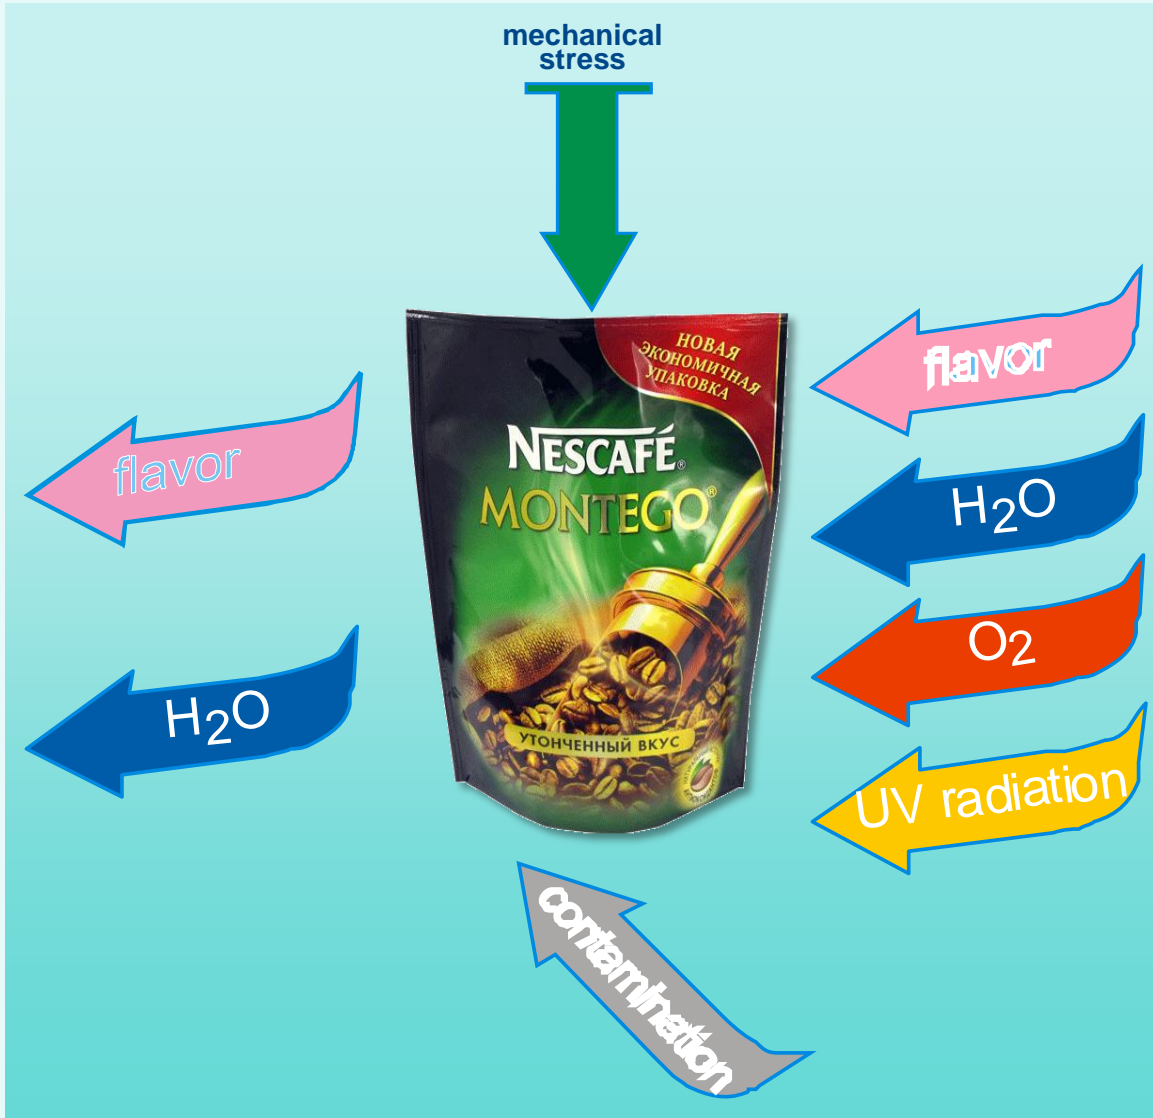 mechanical
stress
НОВАЯ
ЭКОНОМИЧНАЯ
УПАКОВКА
flavor
flavor
NESCAFÉ®
H₂O
MONTEGO®
O₂
H₂O
УТОНЧЕННЫЙ ВКУС
UV radiation
contamination